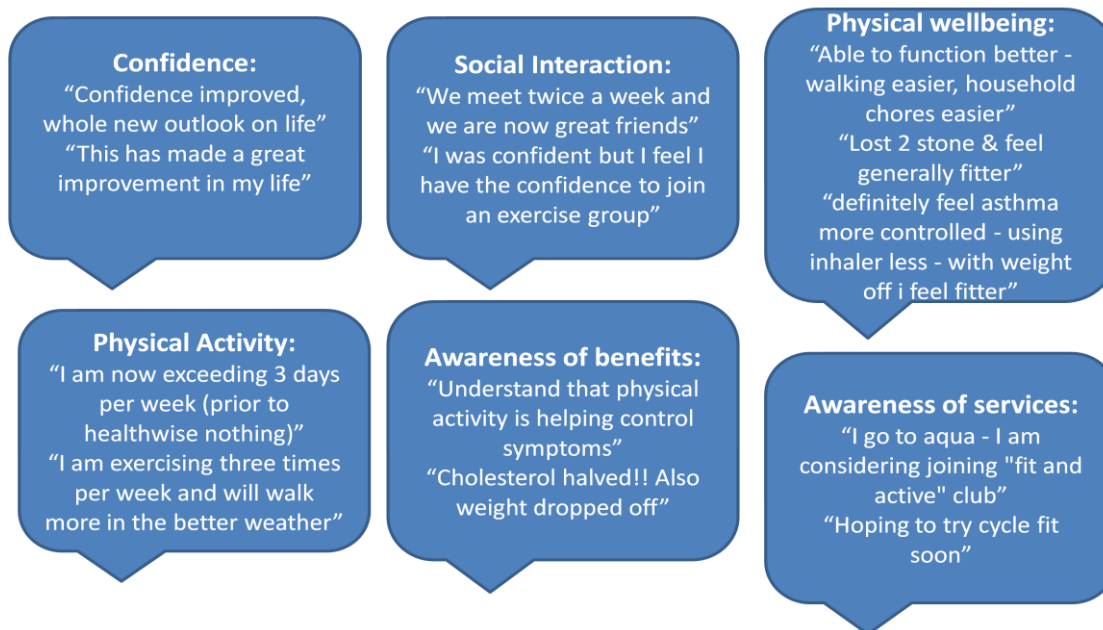 Confidence:
“Confidence improved,
whole new outlook on life”
“This has made a great
improvement in my life”
Social Interaction:
“We meet twice a week and
we are now great friends”
“I was confident but I feel I
have the confidence to join
an exercise group”
Physical wellbeing:
“Able to function better -
walking easier, household
chores easier”
“Lost 2 stone & feel
generally fitter”
“definitely feel asthma
more controlled - using
inhaler less - with weight
off i feel fitter”
Physical Activity:
“I am now exceeding 3 days
per week (prior to
healthwise nothing)”
“I am exercising three times
per week and will walk
more in the better weather”
Awareness of benefits:
“Understand that physical
activity is helping control
symptoms”
“Cholesterol halved!! Also
weight dropped off”
Awareness of services:
“I go to aqua - I am
considering joining "fit and
active" club”
“Hoping to try cycle fit
soon”